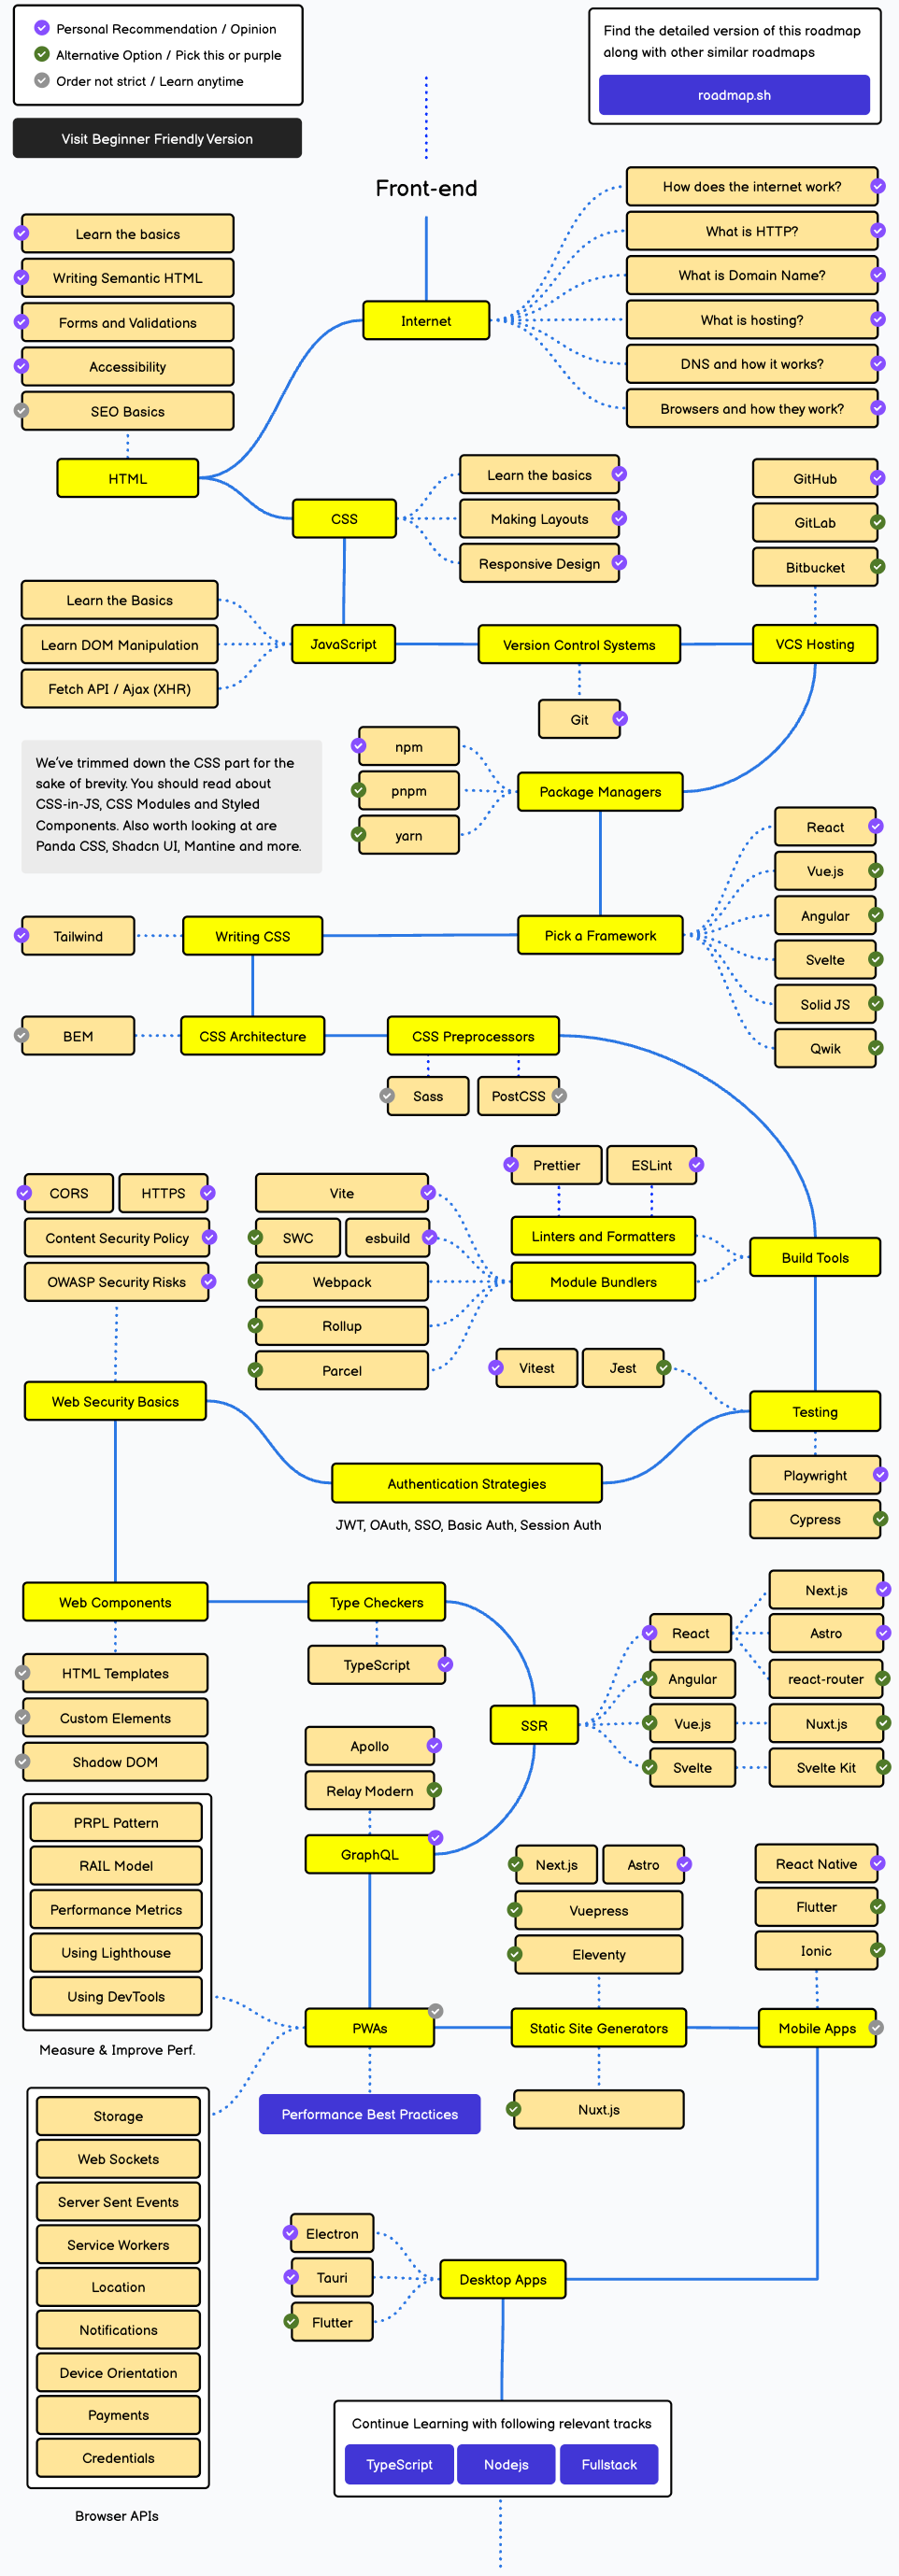 Personal Recommendation / Opinion
Alternative Option / Pick this or purple
Order not strict / Learn anytime
Visit Beginner Friendly Version
Find the detailed version of this roadmap
along with other similar roadmaps
roadmap.sh
Front-end
Internet
How does the internet work?
What is HTTP?
What is Domain Name?
What is hosting?
DNS and how it works?
Browsers and how they work?
Learn the basics
Writing Semantic HTML
Forms and Validations
Accessibility
SEO Basics
HTML
CSS
Learn the basics
Making Layouts
Responsive Design
GitHub
GitLab
Bitbucket
Learn the Basics
Learn DOM Manipulation
Fetch API / Ajax (XHR)
JavaScript
Version Control Systems
VCS Hosting
Git
We've trimmed down the CSS part for the
sake of brevity. You should read about
CSS-in-JS, CSS Modules and Styled
Components. Also worth looking at are
Panda CSS, Shadcn UI, Mantine and more.
npm
pnpm
yarn
Package Managers
React
Vue.js
Angular
Svelte
Solid JS
Qwik
Tailwind
Writing CSS
Pick a Framework
BEM
CSS Architecture
CSS Preprocessors
Sass
PostCSS
Prettier
ESLint
Linters and Formatters
Module Bundlers
Build Tools
Vite
SWC
esbuild
Webpack
Rollup
Parcel
CORS
HTTPS
Content Security Policy
OWASP Security Risks
Vitest
Jest
Web Security Basics
Testing
Playwright
Cypress
Authentication Strategies
JWT, OAuth, SSO, Basic Auth, Session Auth
Web Components
Type Checkers
HTML Templates
Custom Elements
Shadow DOM
TypeScript
SSR
React
Angular
Vue.js
Svelte
Next.js
Astro
react-router
Nuxt.js
Svelte Kit
Apollo
Relay Modern
GraphQL
PRPL Pattern
RAIL Model
Performance Metrics
Using Lighthouse
Using DevTools
Measure & Improve Perf.
Next.js
Astro
Vuepress
Eleventy
React Native
Flutter
Ionic
PWAs
Static Site Generators
Mobile Apps
Performance Best Practices
Nuxt.js
Storage
Web Sockets
Server Sent Events
Service Workers
Location
Notifications
Device Orientation
Payments
Credentials
Browser APIs
Electron
Tauri
Flutter
Desktop Apps
Continue Learning with following relevant tracks
TypeScript
Nodejs
Fullstack